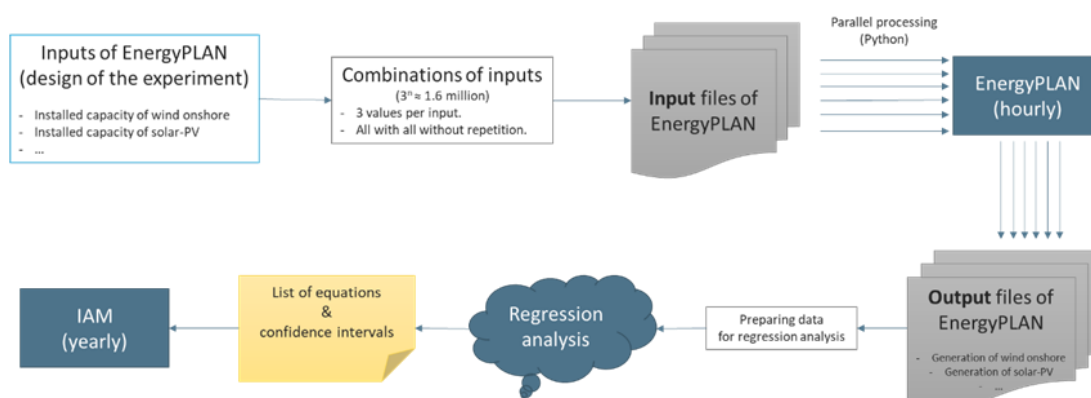 Inputs of EnergyPLAN
(design of the experiment)
- Installed capacity of wind onshore
- Installed capacity of solar-PV
- ...
Combinations of inputs
(3ⁿ ≈ 1.6 million)
- 3 values per input.
- All with all without repetition.
Input files of
EnergyPLAN
Parallel processing
(Python)
EnergyPLAN
(hourly)
Output files of
EnergyPLAN
- Generation of wind onshore
- Generation of solar-PV
- ...
Preparing data
for regression analysis
Regression
analysis
List of equations
&
confidence intervals
IAM
(yearly)